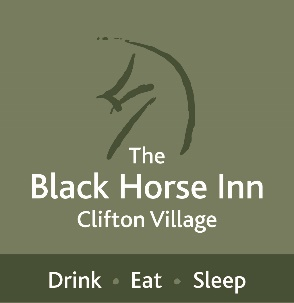 The
Black Horse Inn
Clifton Village
Drink • Eat • Sleep